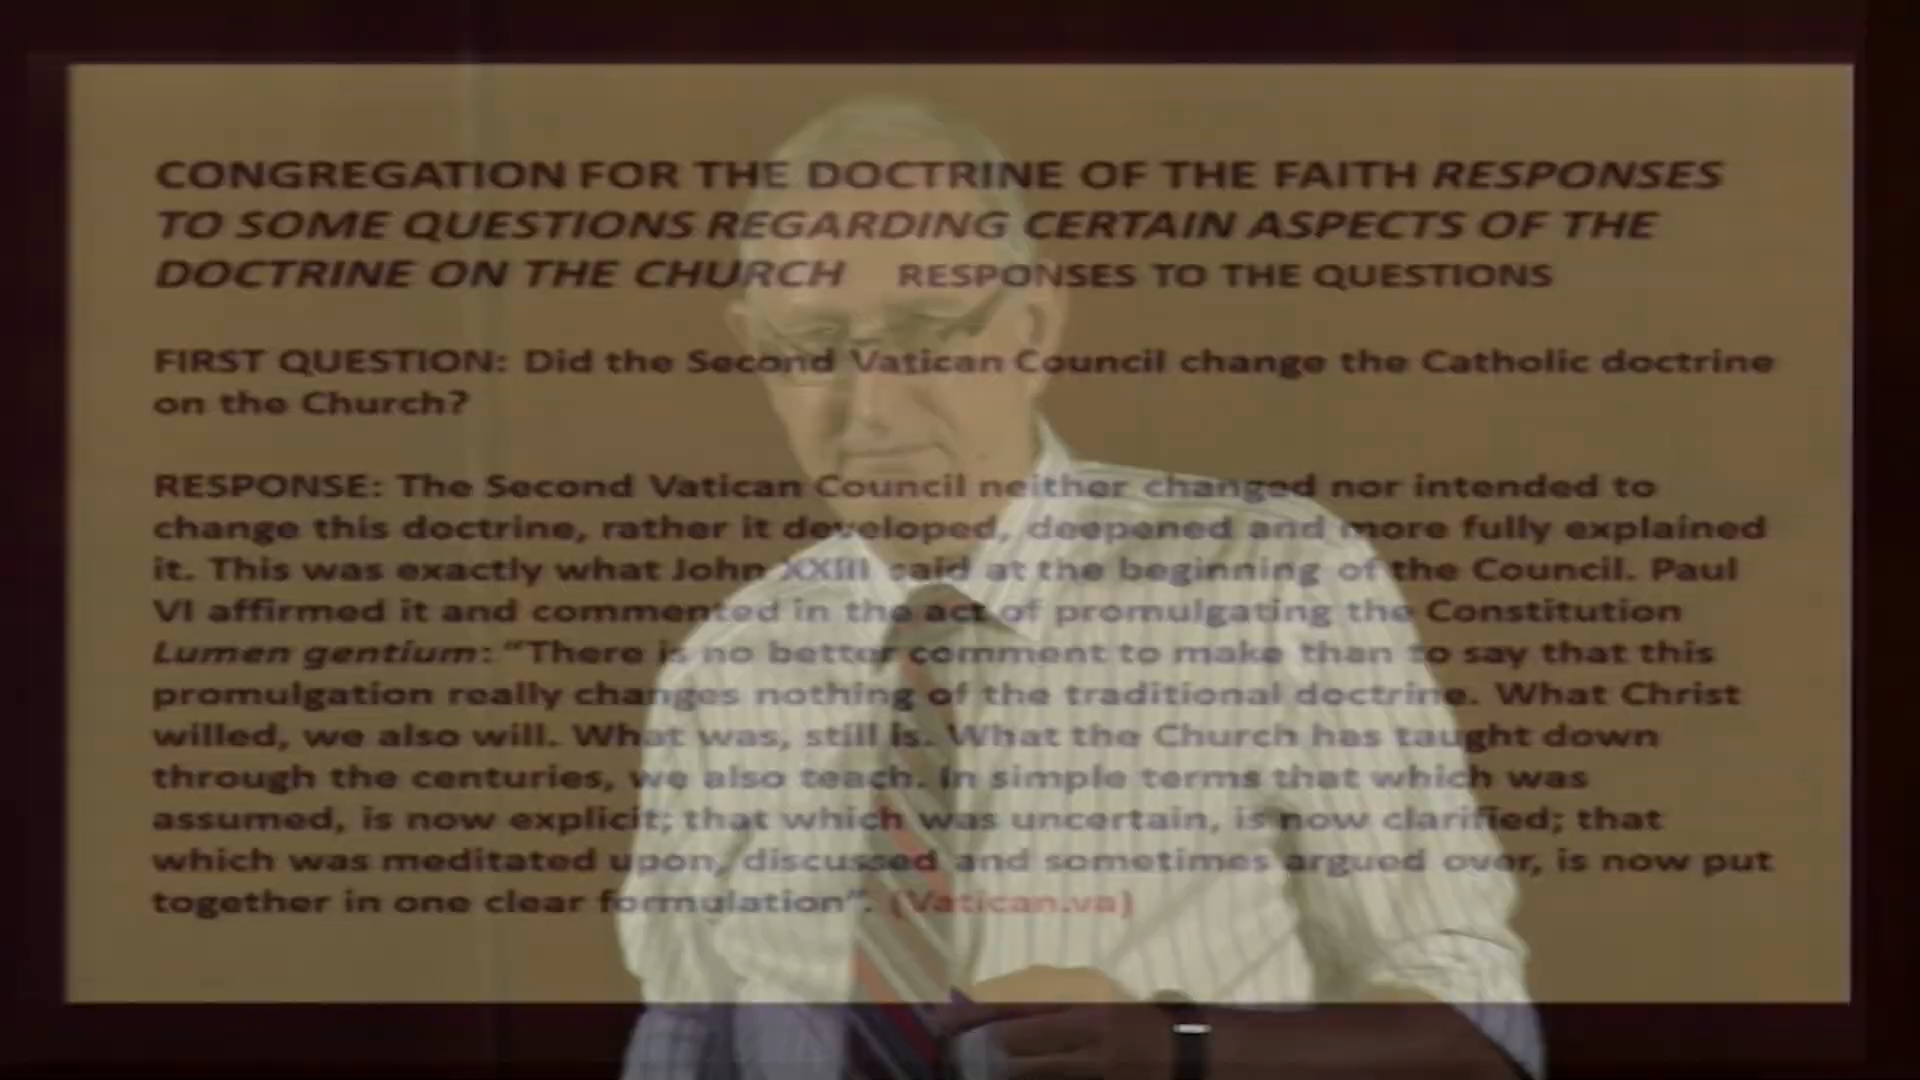 CONGREGATION FOR THE DOCTRINE OF THE FAITH RESPONSES
TO SOME QUESTIONS REGARDING CERTAIN ASPECTS OF THE
DOCTRINE ON THE CHURCH RESPONSES TO THE QUESTIONS
FIRST QUESTION: Did the Second Vatican Council change the Catholic doctrine
on the Church?
RESPONSE: The Second Vatican Council neither changed nor intended to
change this doctrine, rather it developed, deepened and more fully explained
it. This was exactly what John XXIII said at the beginning of the Council. Paul
VI affirmed it and commented in the act of promulgating the Constitution
Lumen gentium: “There is no better comment to make than to say that this
promulgation really changes nothing of the traditional doctrine. What Christ
willed, we also will. What was, still is. What the Church has taught down
through the centuries, we also teach. In simple terms that which was
assumed, is now explicit; that which was uncertain, is now clarified; that
which was meditated upon, discussed and sometimes argued over, is now put
together in one clear formulation”. (Vatican.va)